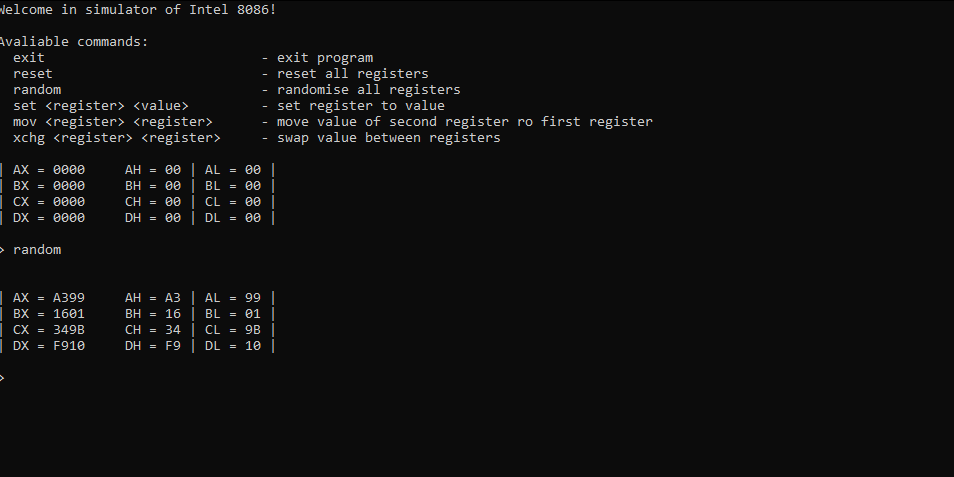 Welcome in simulator of Intel 8086!
Avaliable commands:
exit - exit program
reset - reset all registers
random - randomise all registers
set <register> <value> - set register to value
mov <register> <register> - move value of second register ro first register
xchg <register> <register> - swap value between registers
| AX = 0000 AH = 00 | AL = 00 |
| BX = 0000 BH = 00 | BL = 00 |
| CX = 0000 CH = 00 | CL = 00 |
| DX = 0000 DH = 00 | DL = 00 |
> random
| AX = A399 AH = A3 | AL = 99 |
| BX = 1601 BH = 16 | BL = 01 |
| CX = 349B CH = 34 | CL = 9B |
| DX = F910 DH = F9 | DL = 10 |
>